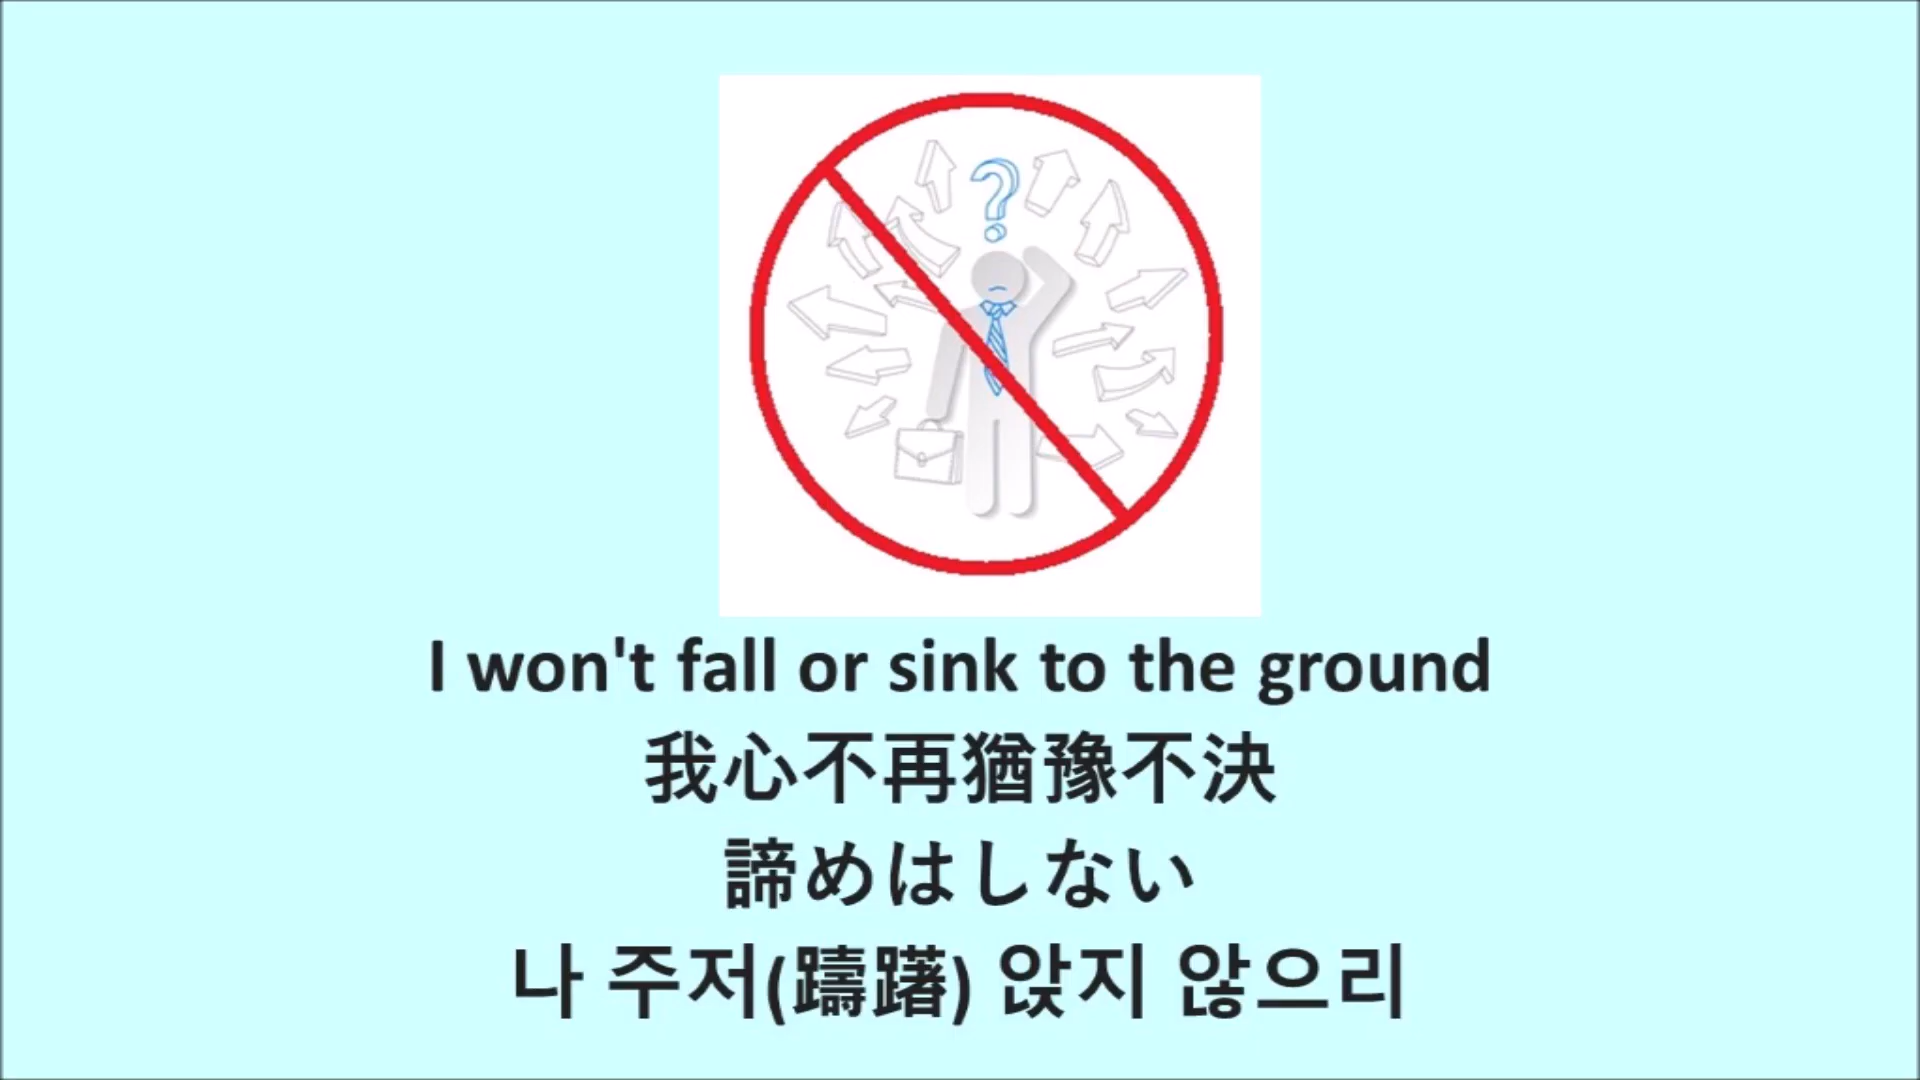 ?
I won't fall or sink to the ground
我心不再猶豫不決
諦めはしない
나 주저(躊躇) 앉지 않으리